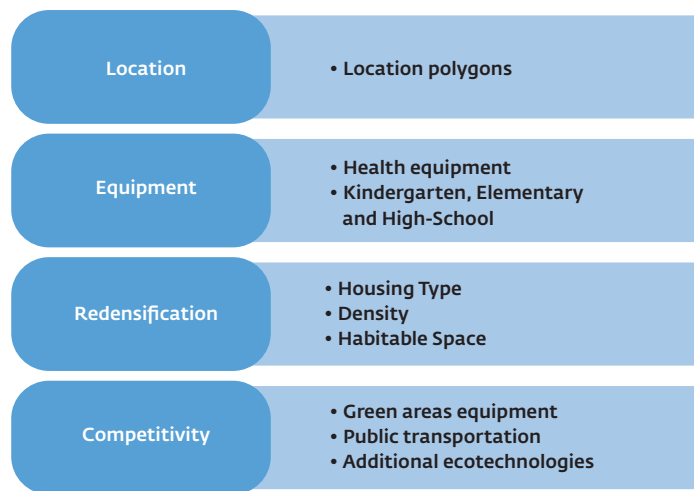 Location
• Location polygons
Equipment
• Health equipment
• Kindergarten, Elementary
and High-School
Redensification
• Housing Type
• Density
• Habitable Space
Competitivity
• Green areas equipment
• Public transportation
• Additional ecotechnologies